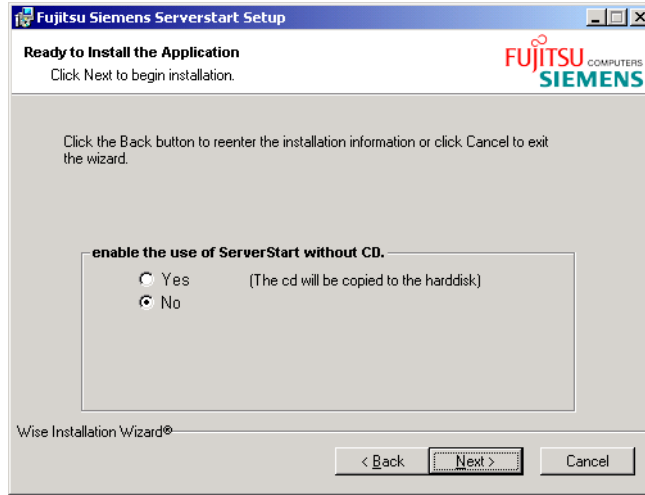 Fujitsu Siemens Serverstart Setup
Ready to Install the Application
Click Next to begin installation.
FUJITSU COMPUTERS
SIEMENS
Click the Back button to reenter the installation information or click Cancel to exit
the wizard.
enable the use of ServerStart without CD.
Yes (The cd will be copied to the harddisk)
No
Wise Installation Wizard®
< Back Next > Cancel